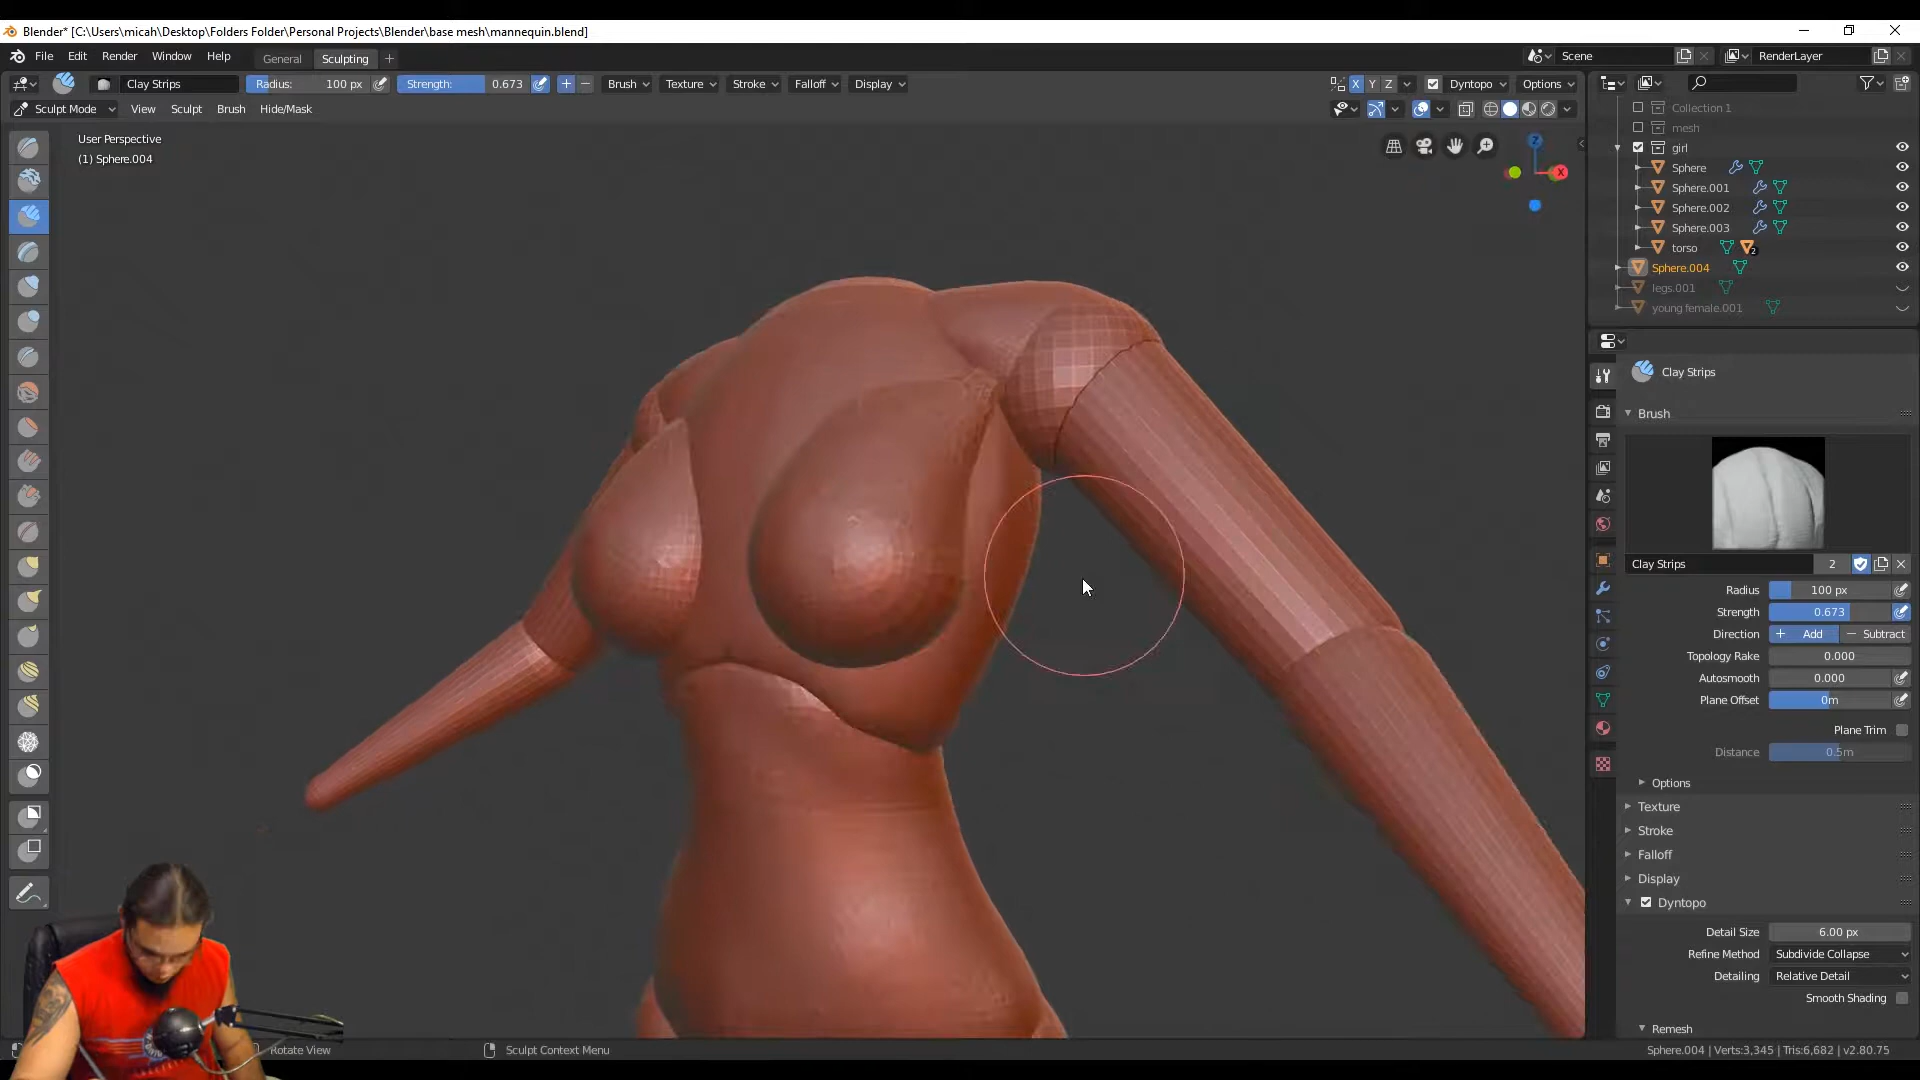 Blender* [C:\Users\micah\Desktop\Folders Folder\Personal Projects\Blender\base mesh\mannequin.blend]
File Edit Render Window Help General Sculpting + Scene RenderLayer
Clay Strips Radius: 100 px Strength: 0.673 + − Brush Texture Stroke Falloff Display X Y Z Dyntopo Options
Sculpt Mode View Sculpt Brush Hide/Mask
User Perspective
(1) Sphere.004
Z
X
Collection 1
mesh
girl
Sphere
Sphere.001
Sphere.002
Sphere.003
torso 2
Sphere.004
legs.001
young female.001
Clay Strips
Brush
Clay Strips 2
Radius 100 px
Strength 0.673
Direction + Add − Subtract
Topology Rake 0.000
Autosmooth 0.000
Plane Offset 0m
Plane Trim
Distance 0.5m
Options
Texture
Stroke
Falloff
Display
Dyntopo
Detail Size 6.00 px
Refine Method Subdivide Collapse
Detailing Relative Detail
Smooth Shading
Remesh
Rotate View Sculpt Context Menu Sphere.004 | Verts:3,345 | Tris:6,682 | v2.80.75